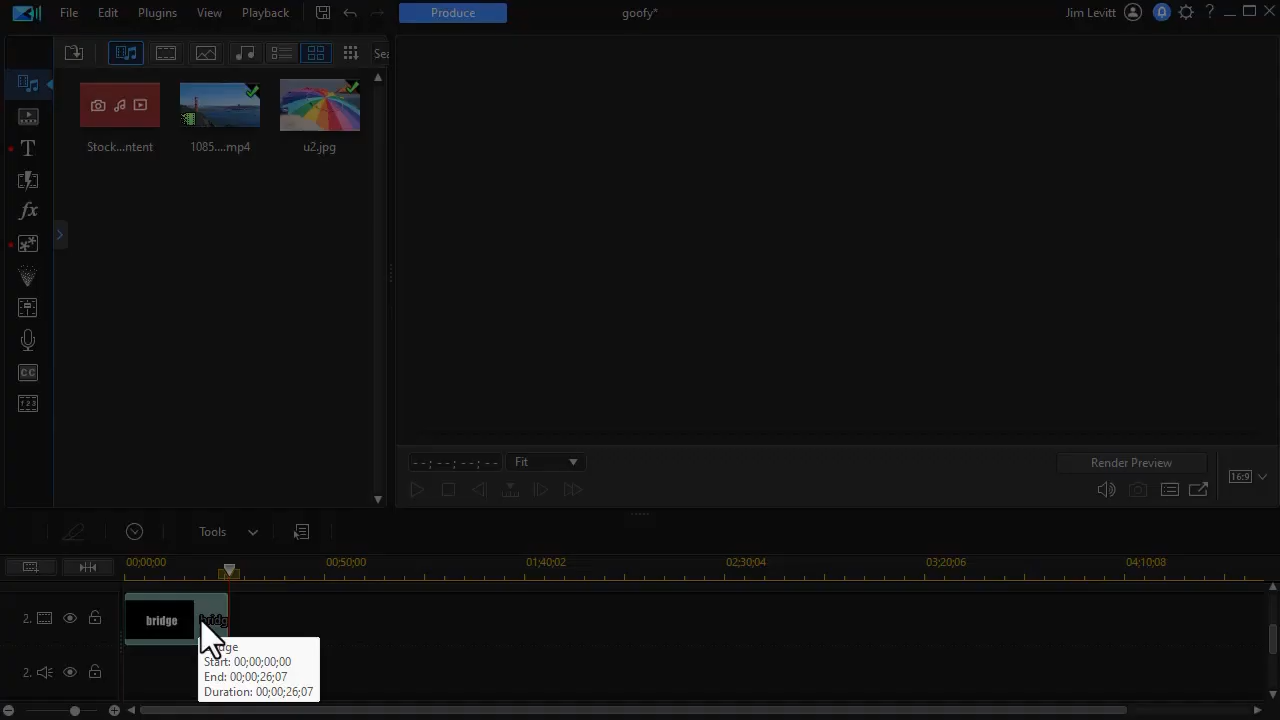 File Edit Plugins View Playback Produce goofy* Jim Levitt ?
Sea
Stock...ntent 1085....mp4 u2.jpg
T
fx
CC
--;--;--;-- Fit Render Preview 16:9
Tools
00;00;00 00;50;00 01;40;02 02;30;04 03;20;06 04;10;08
2. bridge bridg
Start: 00;00;00;00
End: 00;00;26;07
2. Duration: 00;00;26;07